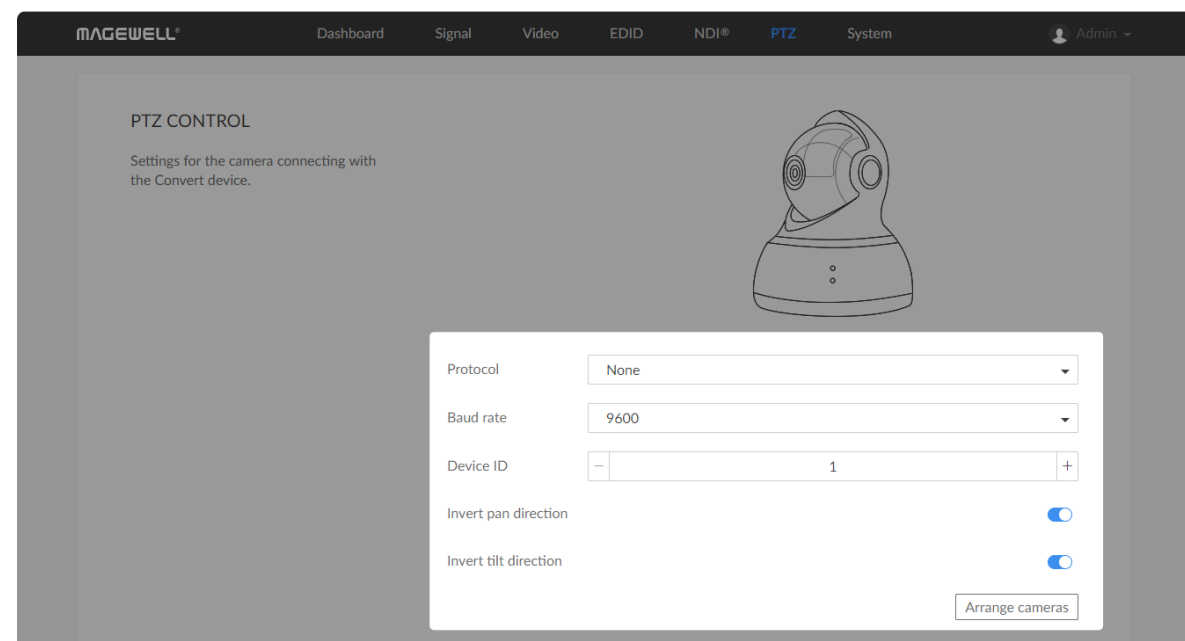 MAGEWELL® Dashboard Signal Video EDID NDI® PTZ System Admin
PTZ CONTROL
Settings for the camera connecting with
the Convert device.
Protocol None
Baud rate 9600
Device ID − 1 +
Invert pan direction
Invert tilt direction
Arrange cameras